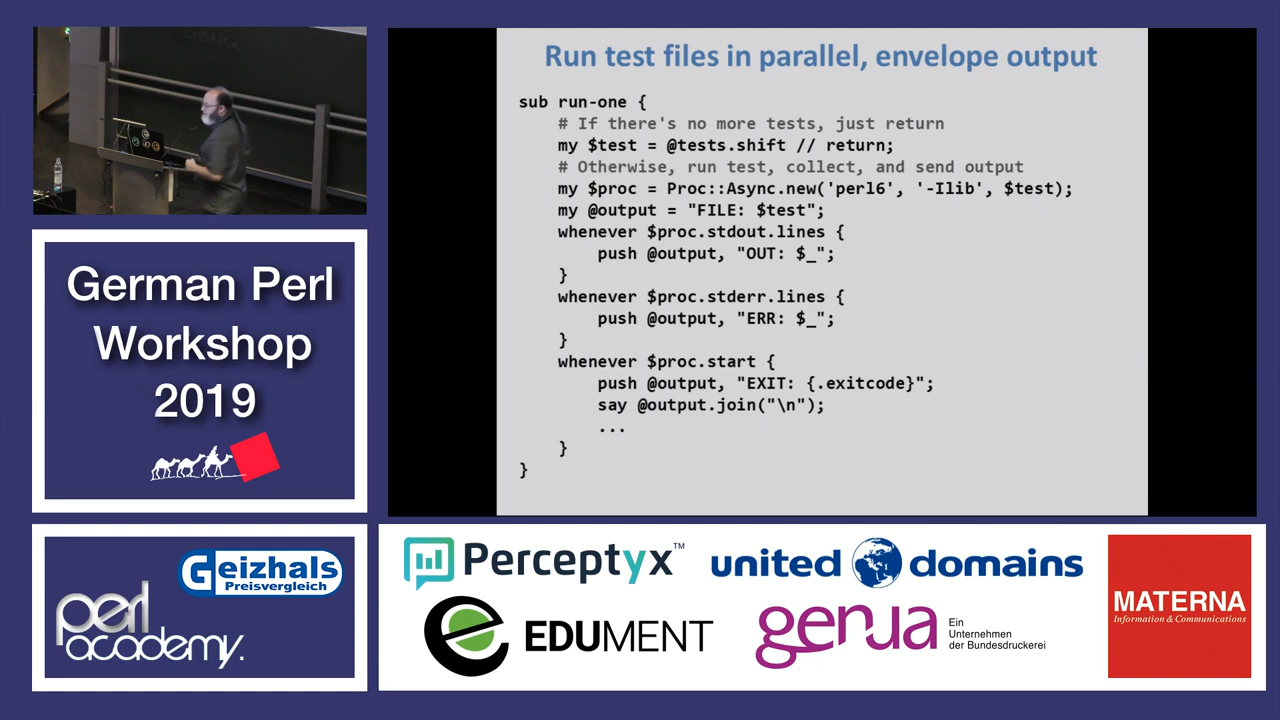 Run test files in parallel, envelope output
sub run-one {
# If there's no more tests, just return
my $test = @tests.shift // return;
# Otherwise, run test, collect, and send output
my $proc = Proc::Async.new('perl6', '-Ilib', $test);
my @output = "FILE: $test";
whenever $proc.stdout.lines {
push @output, "OUT: $_";
}
whenever $proc.stderr.lines {
push @output, "ERR: $_";
}
whenever $proc.start {
push @output, "EXIT: {.exitcode}";
say @output.join("\n");
...
}
}
German Perl
Workshop
2019
Geizhals
Preisvergleich
perl
academy.
Perceptyx™
united domains
EDUMENT
genua
Ein
Unternehmen
der Bundesdruckerei
MATERNA
Information & Communications